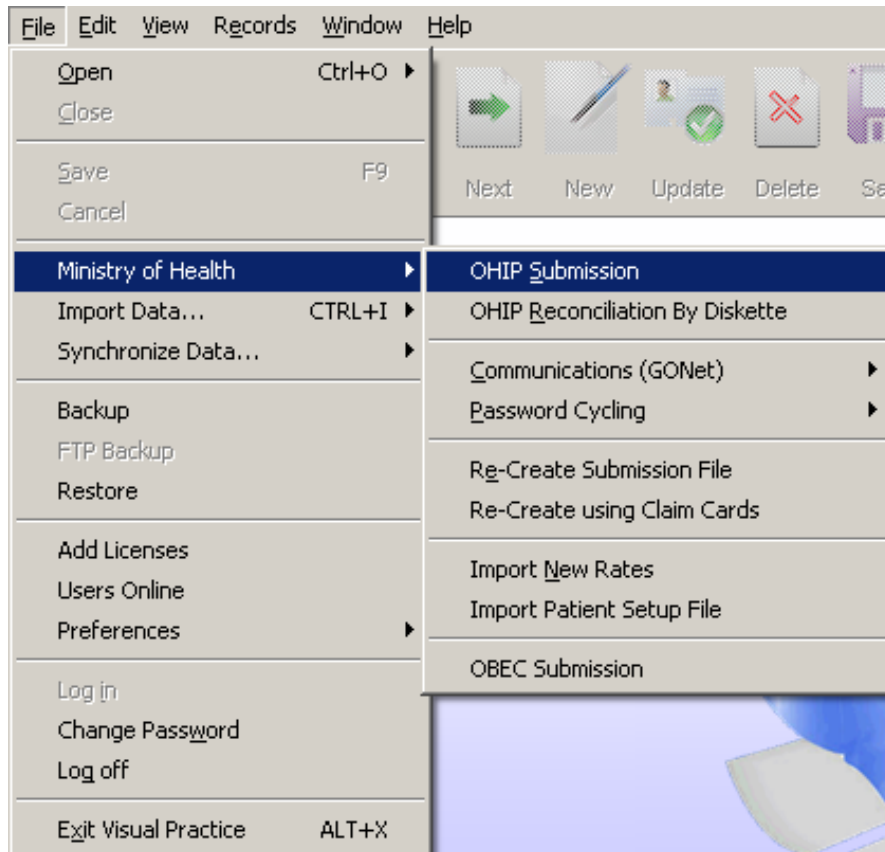 File Edit View Records Window Help
Open Ctrl+O
Close
Save F9
Cancel
Ministry of Health
Import Data... CTRL+I
Synchronize Data...
Backup
FTP Backup
Restore
Add Licenses
Users Online
Preferences
Log in
Change Password
Log off
Exit Visual Practice ALT+X
Next New Update Delete Se
OHIP Submission
OHIP Reconciliation By Diskette
Communications (GONet)
Password Cycling
Re-Create Submission File
Re-Create using Claim Cards
Import New Rates
Import Patient Setup File
OBEC Submission